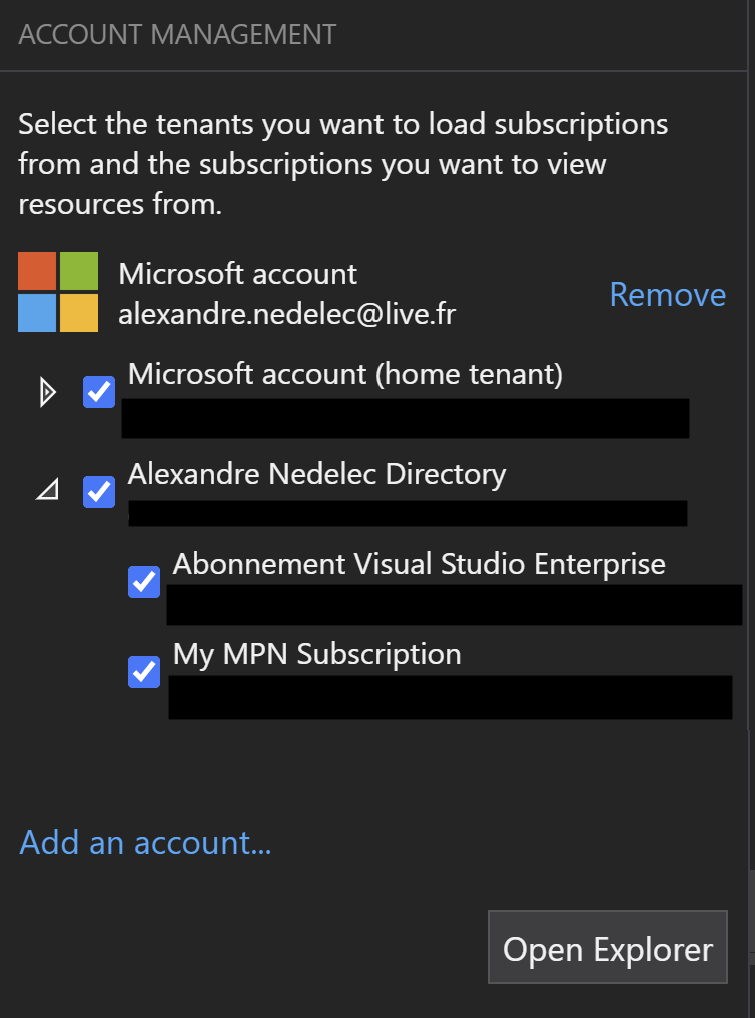 ACCOUNT MANAGEMENT
Select the tenants you want to load subscriptions
from and the subscriptions you want to view
resources from.
Microsoft account
alexandre.nedelec@live.fr
Remove
Microsoft account (home tenant)
Alexandre Nedelec Directory
Abonnement Visual Studio Enterprise
My MPN Subscription
Add an account...
Open Explorer